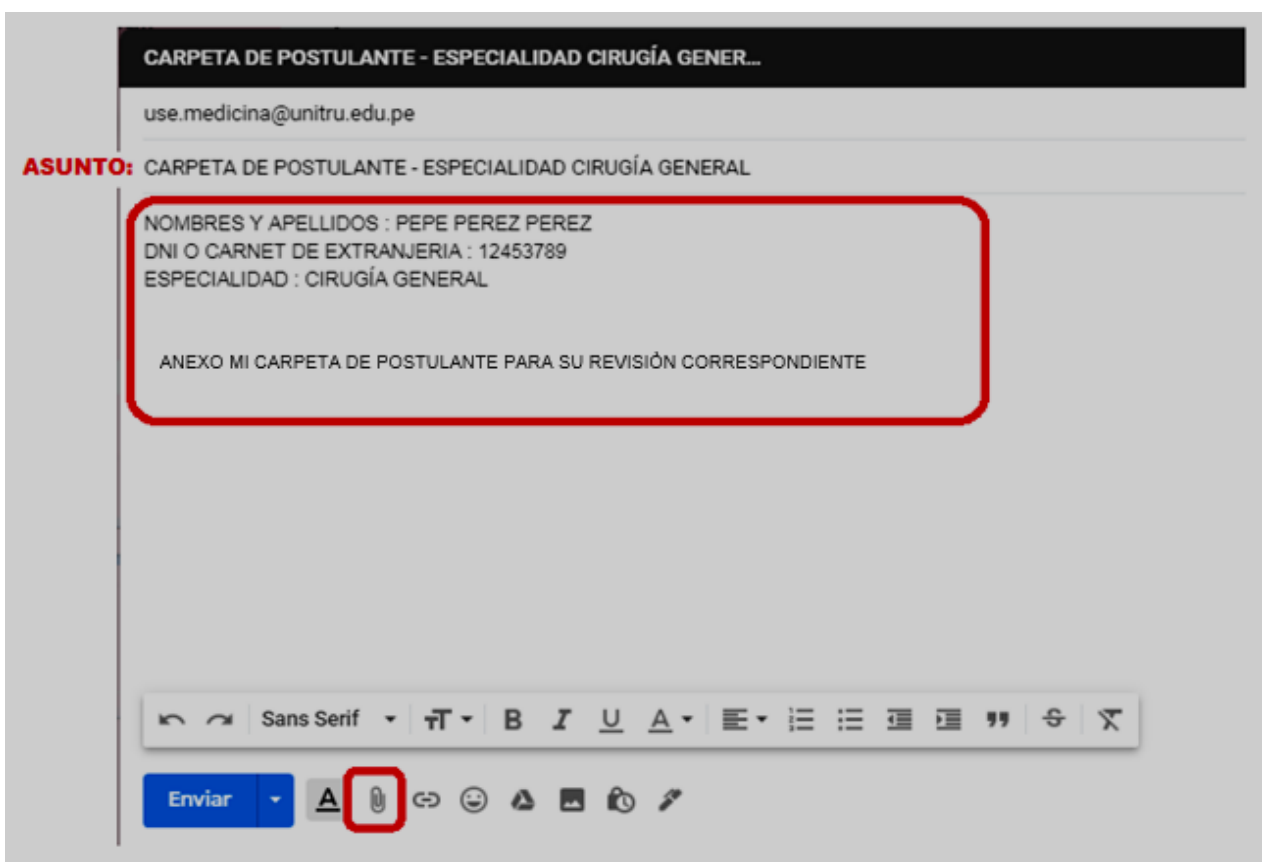 CARPETA DE POSTULANTE - ESPECIALIDAD CIRUGÍA GENER...
use.medicina@unitru.edu.pe
ASUNTO: CARPETA DE POSTULANTE - ESPECIALIDAD CIRUGÍA GENERAL
NOMBRES Y APELLIDOS : PEPE PEREZ PEREZ
DNI O CARNET DE EXTRANJERIA : 12453789
ESPECIALIDAD : CIRUGÍA GENERAL
ANEXO MI CARPETA DE POSTULANTE PARA SU REVISIÓN CORRESPONDIENTE
Sans Serif
Enviar